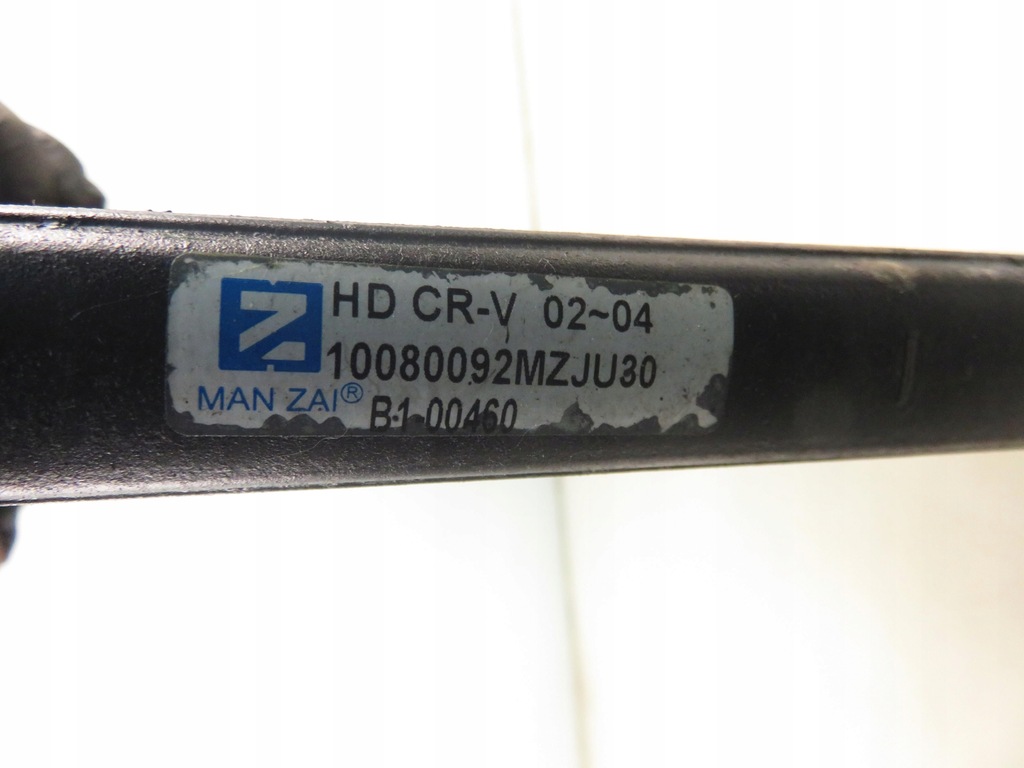 HD CR-V 02~04
10080092MZJU30
MAN ZAI®
B1-00460